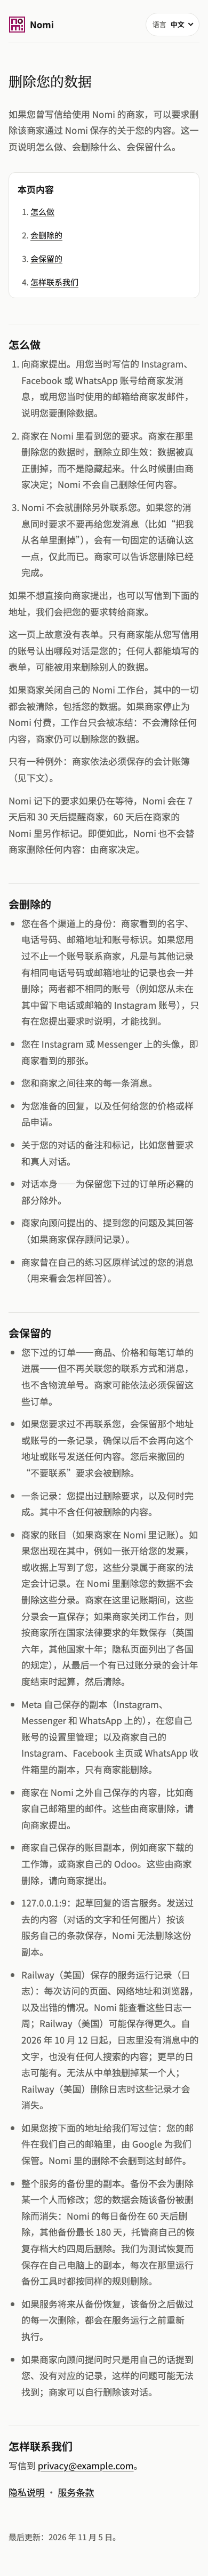 Nomi
语言 中文
删除您的数据
如果您曾写信给使用 Nomi 的商家，可以要求删
除该商家通过 Nomi 保存的关于您的内容。这一
页说明怎么做、会删除什么、会保留什么。
本页内容
1. 怎么做
2. 会删除的
3. 会保留的
4. 怎样联系我们
怎么做
1. 向商家提出。用您当时写信的 Instagram、
Facebook 或 WhatsApp 账号给商家发消
息，或用您当时使用的邮箱给商家发邮件，
说明您要删除数据。
2. 商家在 Nomi 里看到您的要求。商家在那里
删除您的数据时，删除立即生效：数据被真
正删掉，而不是隐藏起来。什么时候删由商
家决定；Nomi 不会自己删除任何内容。
3. Nomi 不会就删除另外联系您。如果您的消
息同时要求不要再给您发消息（比如“把我
从名单里删掉”），会有一句固定的话确认这
一点，仅此而已。商家可以告诉您删除已经
完成。
如果不想直接向商家提出，也可以写信到下面的
地址，我们会把您的要求转给商家。
这一页上故意没有表单。只有商家能从您写信用
的账号认出哪段对话是您的；任何人都能填写的
表单，可能被用来删除别人的数据。
如果商家关闭自己的 Nomi 工作台，其中的一切
都会被清除，包括您的数据。如果商家停止为
Nomi 付费，工作台只会被冻结：不会清除任何
内容，商家仍可以删除您的数据。
只有一种例外：商家依法必须保存的会计账簿
（见下文）。
Nomi 记下的要求如果仍在等待，Nomi 会在 7
天后和 30 天后提醒商家，60 天后在商家的
Nomi 里另作标记。即便如此，Nomi 也不会替
商家删除任何内容：由商家决定。
会删除的
您在各个渠道上的身份：商家看到的名字、
电话号码、邮箱地址和账号标识。如果您用
过不止一个账号联系商家，凡是与其他记录
有相同电话号码或邮箱地址的记录也会一并
删除；两者都不相同的账号（例如您从未在
其中留下电话或邮箱的 Instagram 账号），只
有在您提出要求时说明，才能找到。
您在 Instagram 或 Messenger 上的头像，即
商家看到的那张。
您和商家之间往来的每一条消息。
为您准备的回复，以及任何给您的价格或样
品申请。
关于您的对话的备注和标记，比如您曾要求
和真人对话。
对话本身——为保留您下过的订单所必需的
部分除外。
商家向顾问提出的、提到您的问题及其回答
（如果商家保存顾问记录）。
商家曾在自己的练习区原样试过的您的消息
（用来看会怎样回答）。
会保留的
您下过的订单——商品、价格和每笔订单的
进展——但不再关联您的联系方式和消息，
也不含物流单号。商家可能依法必须保留这
些订单。
如果您要求过不再联系您，会保留那个地址
或账号的一条记录，确保以后不会再向这个
地址或账号发送任何内容。您后来撤回的
“不要联系”要求会被删除。
一条记录：您提出过删除要求，以及何时完
成。其中不含任何被删除的内容。
商家的账目（如果商家在 Nomi 里记账）。如
果您出现在其中，例如一张开给您的发票，
或收据上写到了您，这些分录属于商家的法
定会计记录。在 Nomi 里删除您的数据不会
删除这些分录。商家在这里记账期间，这些
分录会一直保存；如果商家关闭工作台，则
按商家所在国家法律要求的年数保存（英国
六年，其他国家十年；隐私页面列出了各国
的规定），从最后一个有已过账分录的会计年
度结束时起算，然后清除。
Meta 自己保存的副本（Instagram、
Messenger 和 WhatsApp 上的），在您自己
账号的设置里管理；以及商家自己的
Instagram、Facebook 主页或 WhatsApp 收
件箱里的副本，只有商家能删除。
商家在 Nomi 之外自己保存的内容，比如商
家自己邮箱里的邮件。这些由商家删除，请
向商家提出。
商家自己保存的账目副本，例如商家下载的
工作簿，或商家自己的 Odoo。这些由商家
删除，请向商家提出。
127.0.0.1:9：起草回复的语言服务。发送过
去的内容（对话的文字和任何图片）按该
服务自己的条款保存，Nomi 无法删除这份
副本。
Railway（美国）保存的服务运行记录（日
志）：每次访问的页面、网络地址和浏览器，
以及出错的情况。Nomi 能查看这些日志一
周；Railway（美国）可能保存得更久。自
2026 年 10 月 12 日起，日志里没有消息中的
文字，也没有任何人搜索的内容；更早的日
志可能有。无法从中单独删掉某一个人；
Railway（美国）删除日志时这些记录才会
消失。
如果您按下面的地址给我们写过信：您的邮
件在我们自己的邮箱里，由 Google 为我们
保管。Nomi 里的删除不会删到这封邮件。
整个服务的备份里的副本。备份不会为删除
某一个人而修改；您的数据会随该备份被删
除而消失：Nomi 的每日备份在 60 天后删
除，其他备份最长 180 天，托管商自己的恢
复存档大约四周后删除。我们为测试恢复而
保存在自己电脑上的副本，每次在那里运行
备份工具时都按同样的规则删除。
如果服务将来从备份恢复，该备份之后做过
的每一次删除，都会在服务运行之前重新
执行。
如果商家向顾问提问时只是用自己的话提到
您、没有对应的记录，这样的问题可能无法
找到；商家可以自行删除该对话。
怎样联系我们
写信到 privacy@example.com。
隐私说明 · 服务条款
最后更新：2026 年 11 月 5 日。